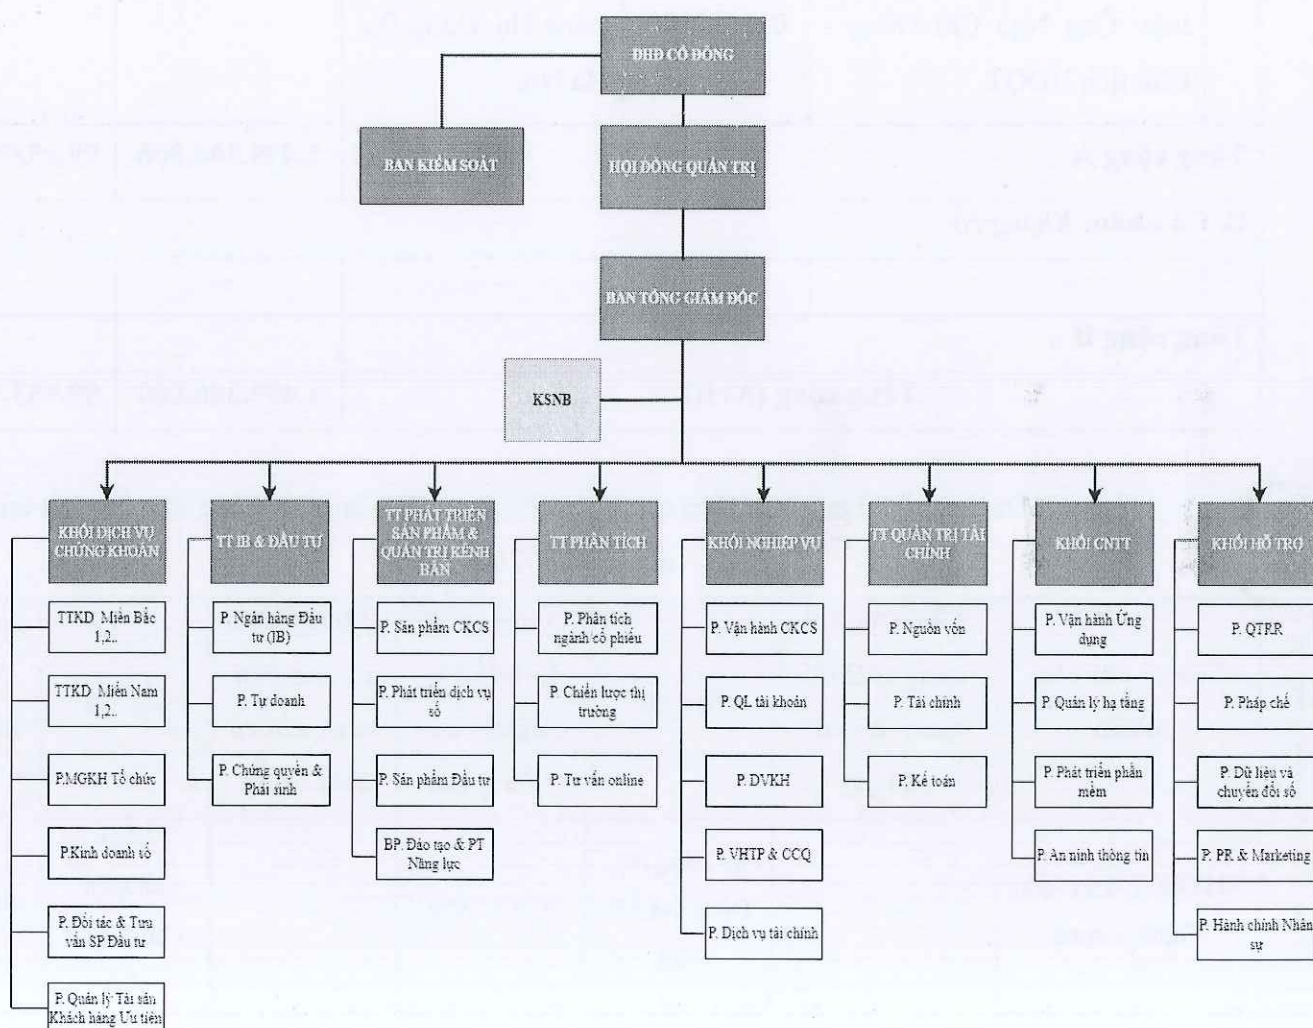 ĐHĐ CỔ ĐÔNG
BAN KIỂM SOÁT
HỘI ĐỒNG QUẢN TRỊ
BAN TỔNG GIÁM ĐỐC
KSNB
KHỐI DỊCH VỤ
CHỨNG KHOÁN
TTKD Miền Bắc
1,2..
TTKD Miền Nam
1,2..
P.MGKH Tổ chức
P.Kinh doanh số
P. Đối tác & Tưu
vấn SP Đầu tư
P. Quản lý Tài sản
Khách hàng Ưu tiên
TT IB & ĐẦU TƯ
P. Ngân hàng Đầu
tư (IB)
P. Tự doanh
P. Chứng quyền &
Phái sinh
TT PHÁT TRIỂN
SẢN PHẨM &
QUẢN TRỊ KÊNH
BÁN
P. Sản phẩm CKCS
P. Phát triển dịch vụ
số
P. Sản phẩm Đầu tư
BP. Đào tạo & PT
Năng lực
TT PHÂN TÍCH
P. Phân tích
ngành/cổ phiếu
P. Chiến lược thị
trường
P. Tư vấn online
KHỐI NGHIỆP VỤ
P. Vận hành CKCS
P. QL tài khoản
P. DVKH
P. VHTP & CCQ
P. Dịch vụ tài chính
TT QUẢN TRỊ TÀI
CHÍNH
P. Nguồn vốn
P. Tài chính
P. Kế toán
KHỐI CNTT
P. Vận hành Ứng
dụng
P Quản lý hạ tầng
P. Phát triển phần
mềm
P. An ninh thông tin
KHỐI HỖ TRỢ
P. QTRR
P. Pháp chế
P. Dữ liệu và
chuyển đổi số
P. PR & Marketing
P. Hành chính Nhân
sự